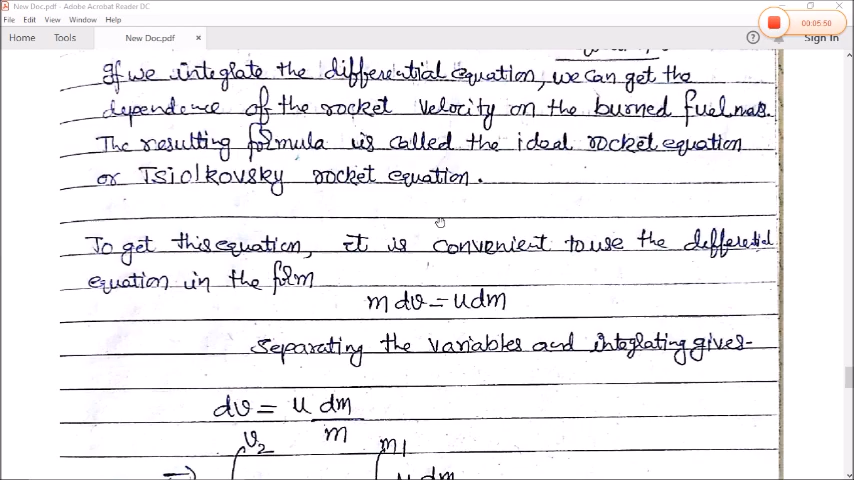 New Doc.pdf - Adobe Acrobat Reader DC
File Edit View Window Help
00:05:50
Home Tools New Doc.pdf × Sign In
If we integrate the differential equation, we can get the
dependence of the rocket velocity on the burned fuel mass.
The resulting formula is called the ideal rocket equation
or Tsiolkovsky rocket equation.
To get this equation, it is convenient to use the differential
equation in the form
m dv = u dm
Separating the variables and integrating gives-
dv = u dm/m
v2 m1
u dm